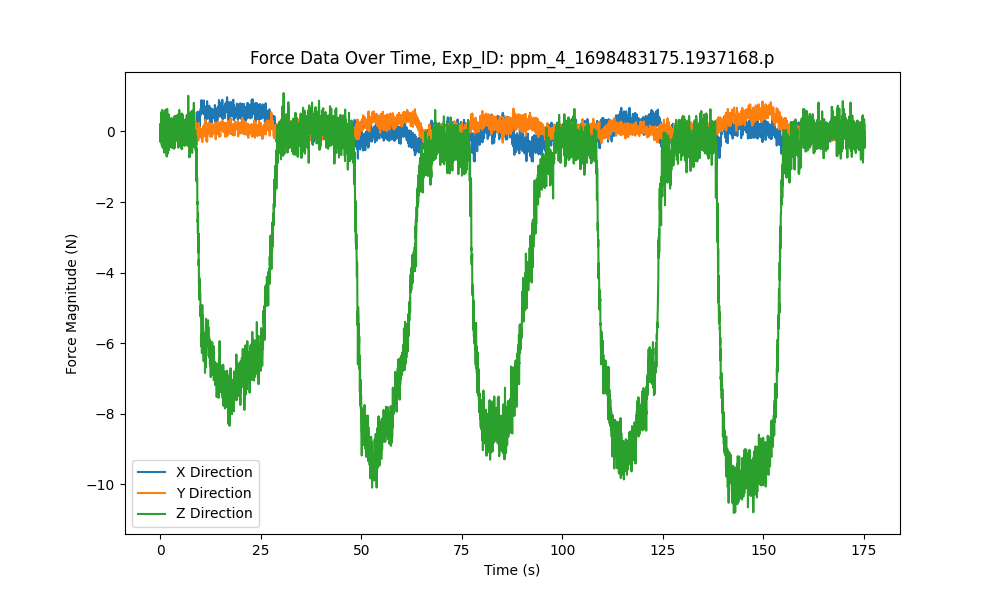 Force Data Over Time, Exp_ID: ppm_4_1698483175.1937168.p
Force Magnitude (N)
0
−2
−4
−6
−8
−10
X Direction
Y Direction
Z Direction
0 25 50 75 100 125 150 175
Time (s)